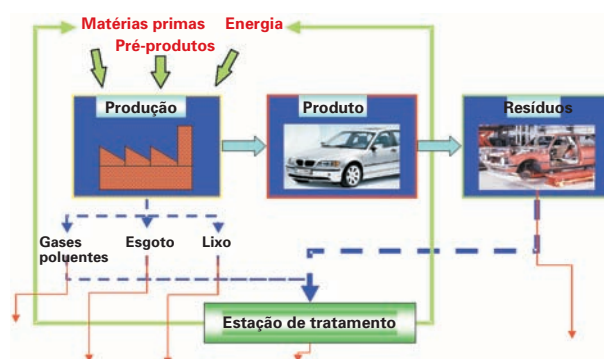 Matérias primas Energia
Pré-produtos
Produção
Produto
Resíduos
Gases poluentes
Esgoto
Lixo
Estação de tratamento